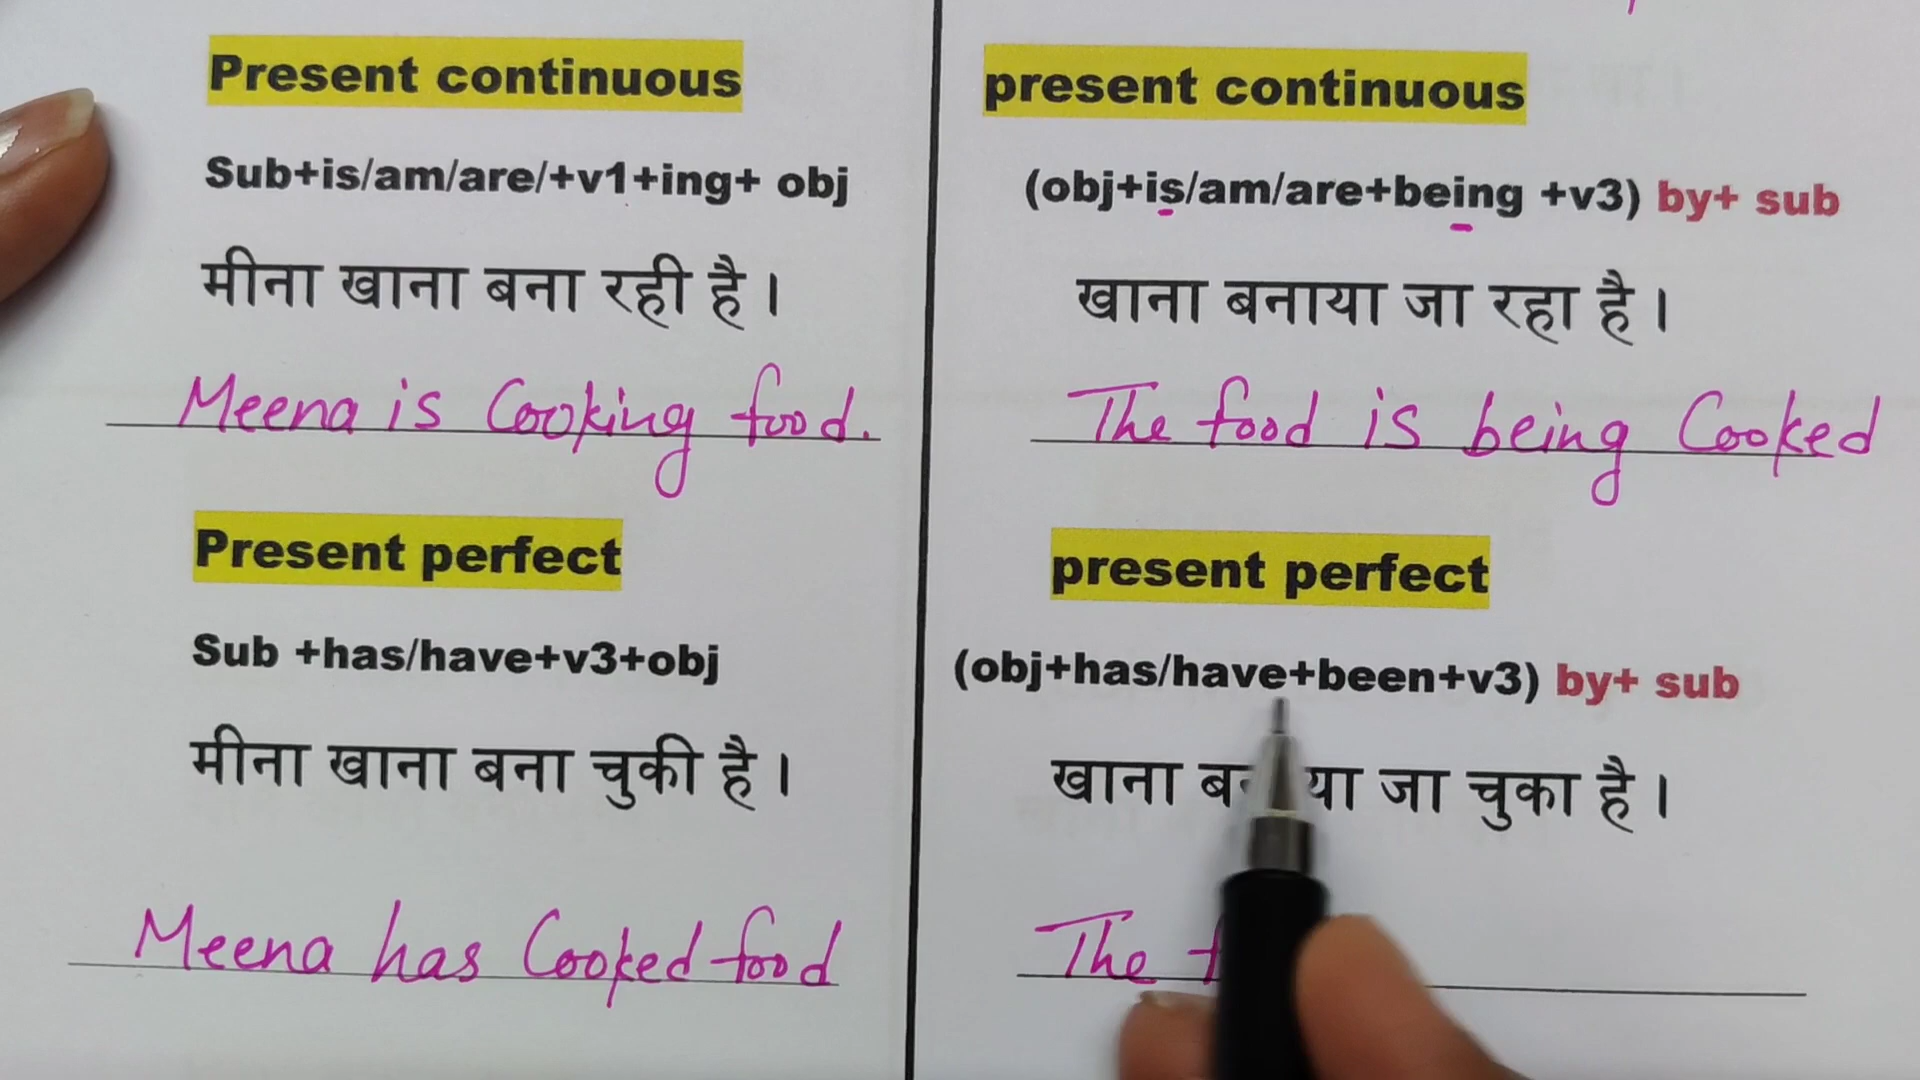 Present continuous
Sub+is/am/are/+v1+ing+ obj
मीना खाना बना रही है ।
Meena is Cooking food.
Present perfect
Sub +has/have+v3+obj
मीना खाना बना चुकी है ।
Meena has Cooked food
present continuous
(obj+is/am/are+being +v3) by+ sub
खाना बनाया जा रहा है ।
The food is being Cooked
present perfect
(obj+has/have+been+v3) by+ sub
खाना जा चुका है ।
The